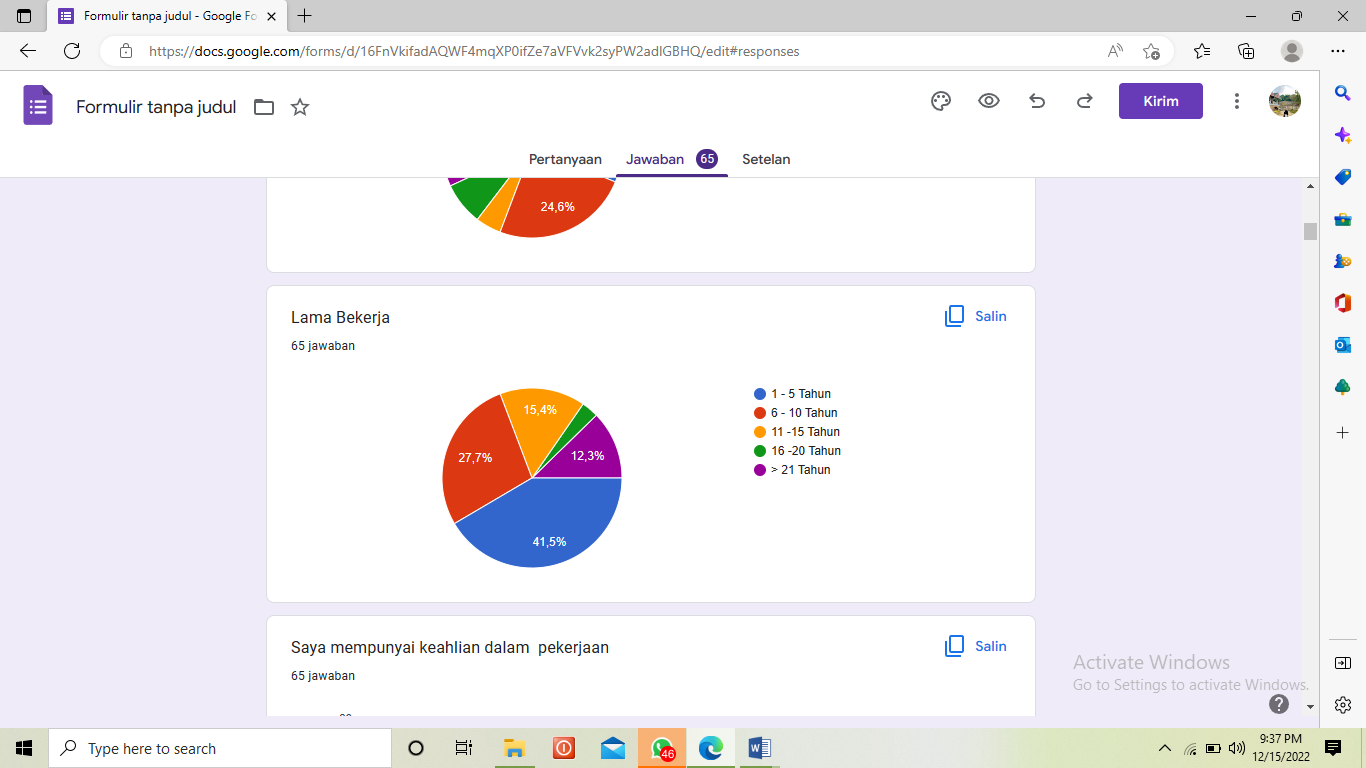 Formulir tanpa judul - Google Fo
https://docs.google.com/forms/d/16FnVkifadAQWF4mqXP0ifZe7aVFVvk2syPW2adlGBHQ/edit#responses
Formulir tanpa judul
Kirim
Pertanyaan Jawaban 65 Setelan
24,6%
Lama Bekerja
Salin
65 jawaban
15,4%
27,7%
12,3%
41,5%
1 - 5 Tahun
6 - 10 Tahun
11 -15 Tahun
16 -20 Tahun
> 21 Tahun
Saya mempunyai keahlian dalam  pekerjaan
Salin
65 jawaban
Activate Windows
Go to Settings to activate Windows.
Type here to search
46
9:37 PM
12/15/2022